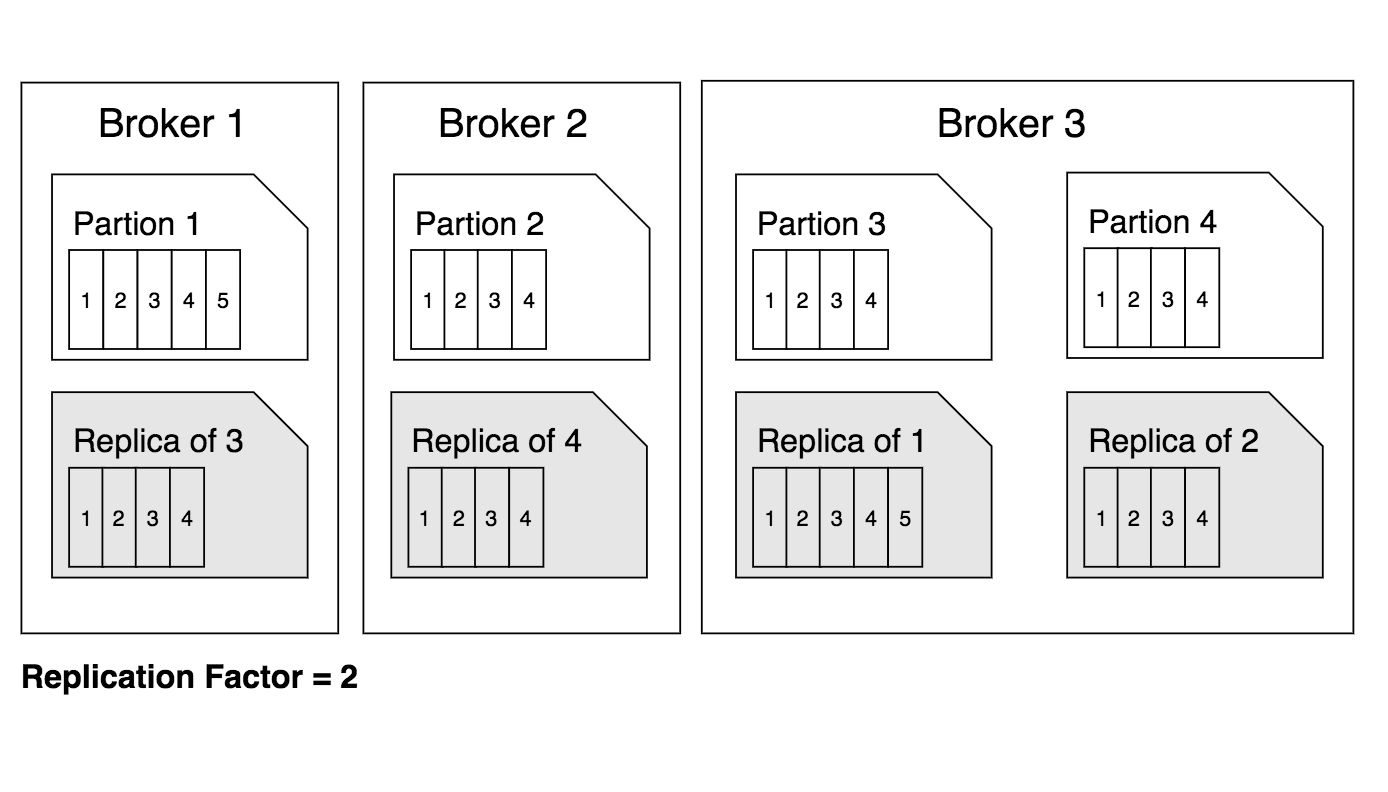 Broker 1
Partion 1
1 2 3 4 5
Replica of 3
1 2 3 4
Broker 2
Partion 2
1 2 3 4
Replica of 4
1 2 3 4
Broker 3
Partion 3
1 2 3 4
Partion 4
1 2 3 4
Replica of 1
1 2 3 4 5
Replica of 2
1 2 3 4
Replication Factor = 2